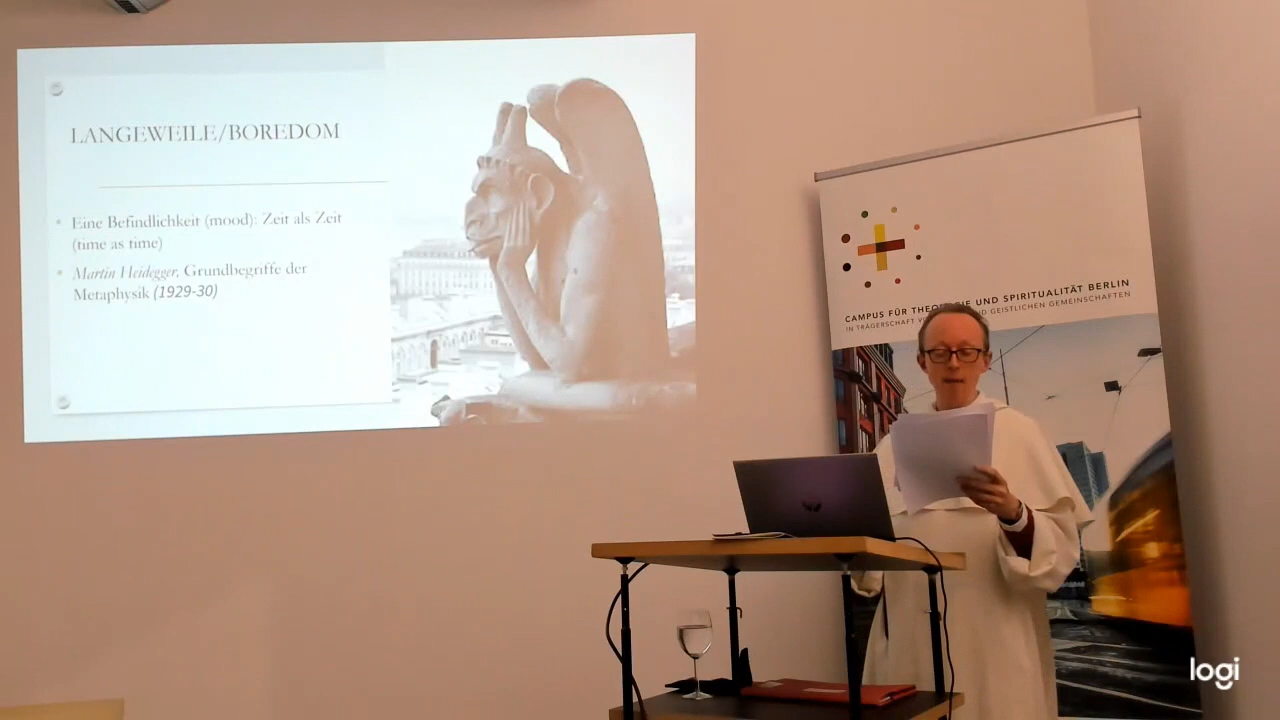 LANGEWEILE/BOREDOM
• Eine Befindlichkeit (mood): Zeit als Zeit
(time as time)
• Martin Heidegger, Grundbegriffe der
Metaphysik (1929-30)
CAMPUS FÜR UND SPIRITUALITÄT BERLIN
IN TRÄGERSCHAFT GEISTLICHEN GEMEINSCHAFTEN
logi